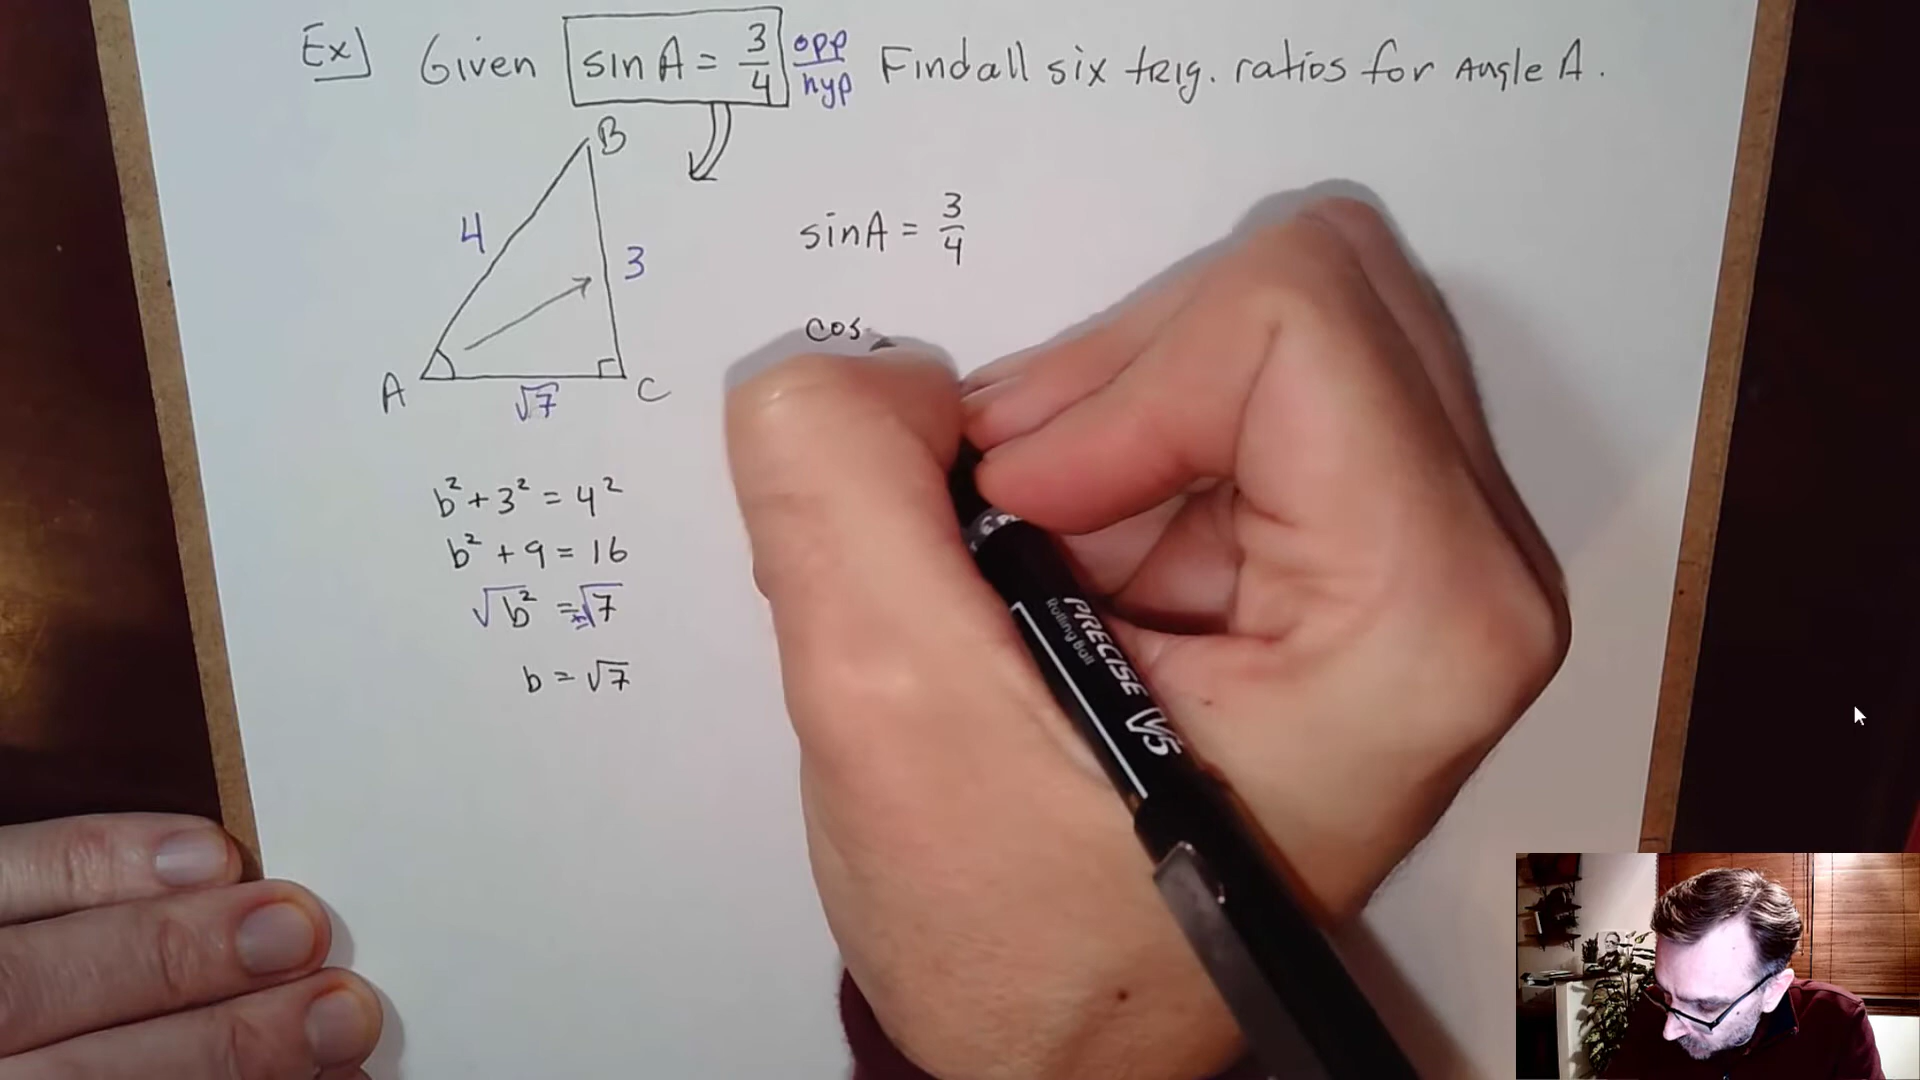 Ex] Given sin A = 3/4 opp/hyp Find all six trig. ratios for Angle A.
B
4
3
A
C
√7
b² + 3² = 4²
b² + 9 = 16
√b² = ±√7
b = √7
sin A = 3/4
cos
PRECISE V5
Rolling Ball